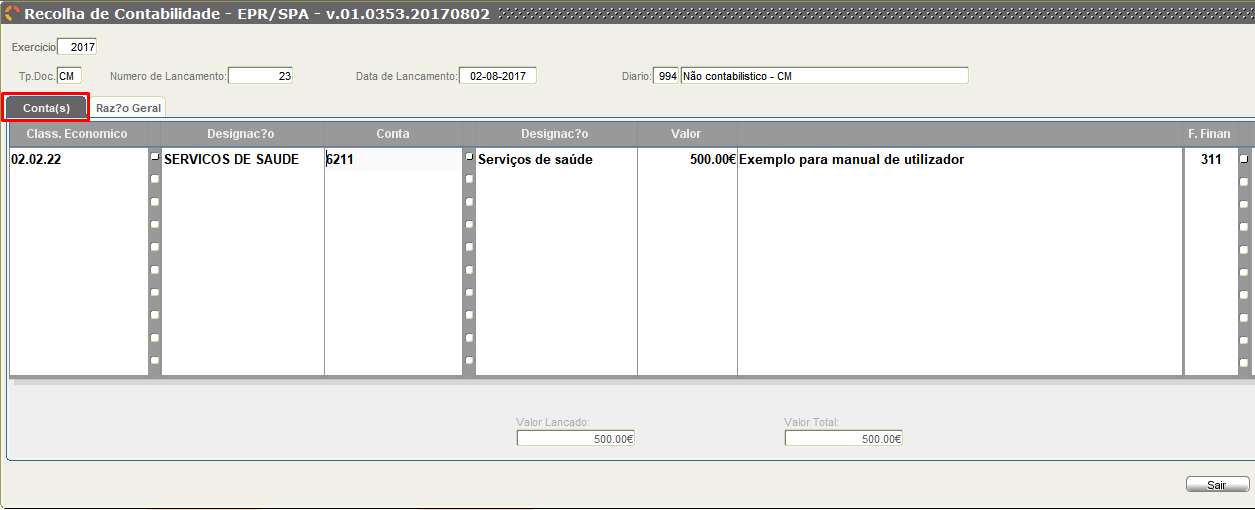 Recolha de Contabilidade - EPR/SPA - v.01.0353.20170802
Exercicio 2017
Tp.Doc. CM Numero de Lancamento: 23 Data de Lancamento: 02-08-2017 Diario: 994 Não contabilistico - CM
Conta(s) Raz?o Geral
Class. Economico Designac?o Conta Designac?o Valor F. Finan
02.02.22 SERVICOS DE SAUDE 6211 Serviços de saúde 500.00€ Exemplo para manual de utilizador 311
Valor Lancado: Valor Total:
500.00€ 500.00€
Sair